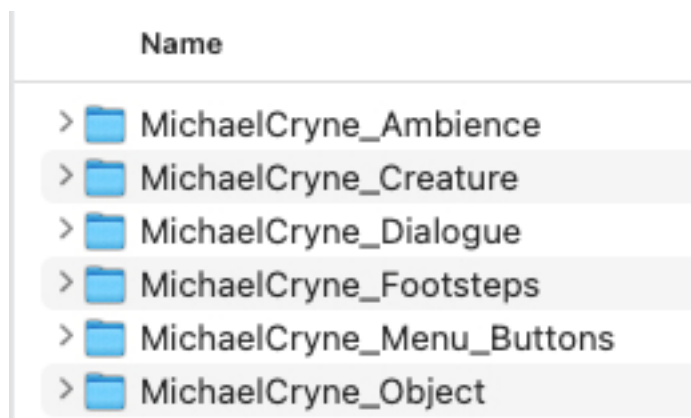 Name
MichaelCryne_Ambience
MichaelCryne_Creature
MichaelCryne_Dialogue
MichaelCryne_Footsteps
MichaelCryne_Menu_Buttons
MichaelCryne_Object